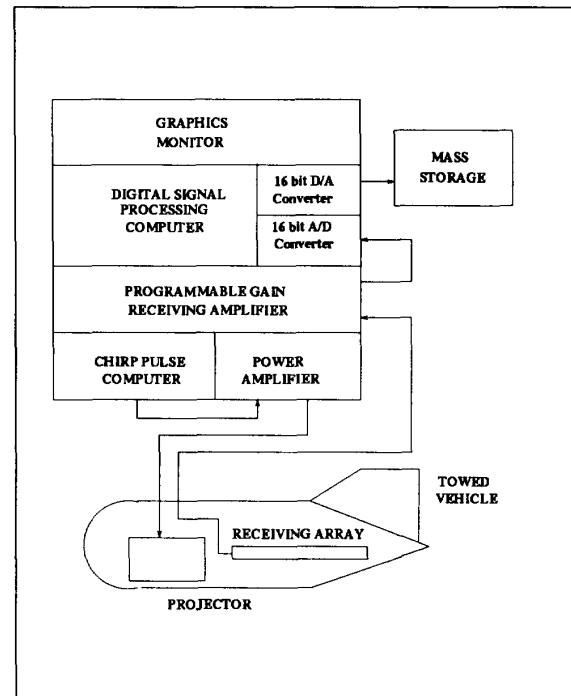 GRAPHICS
MONITOR
DIGITAL SIGNAL
PROCESSING
COMPUTER
16 bit D/A
Converter
16 bit A/D
Converter
MASS
STORAGE
PROGRAMMABLE GAIN
RECEIVING AMPLIFIER
CHIRP PULSE
COMPUTER
POWER
AMPLIFIER
TOWED
VEHICLE
RECEIVING ARRAY
PROJECTOR